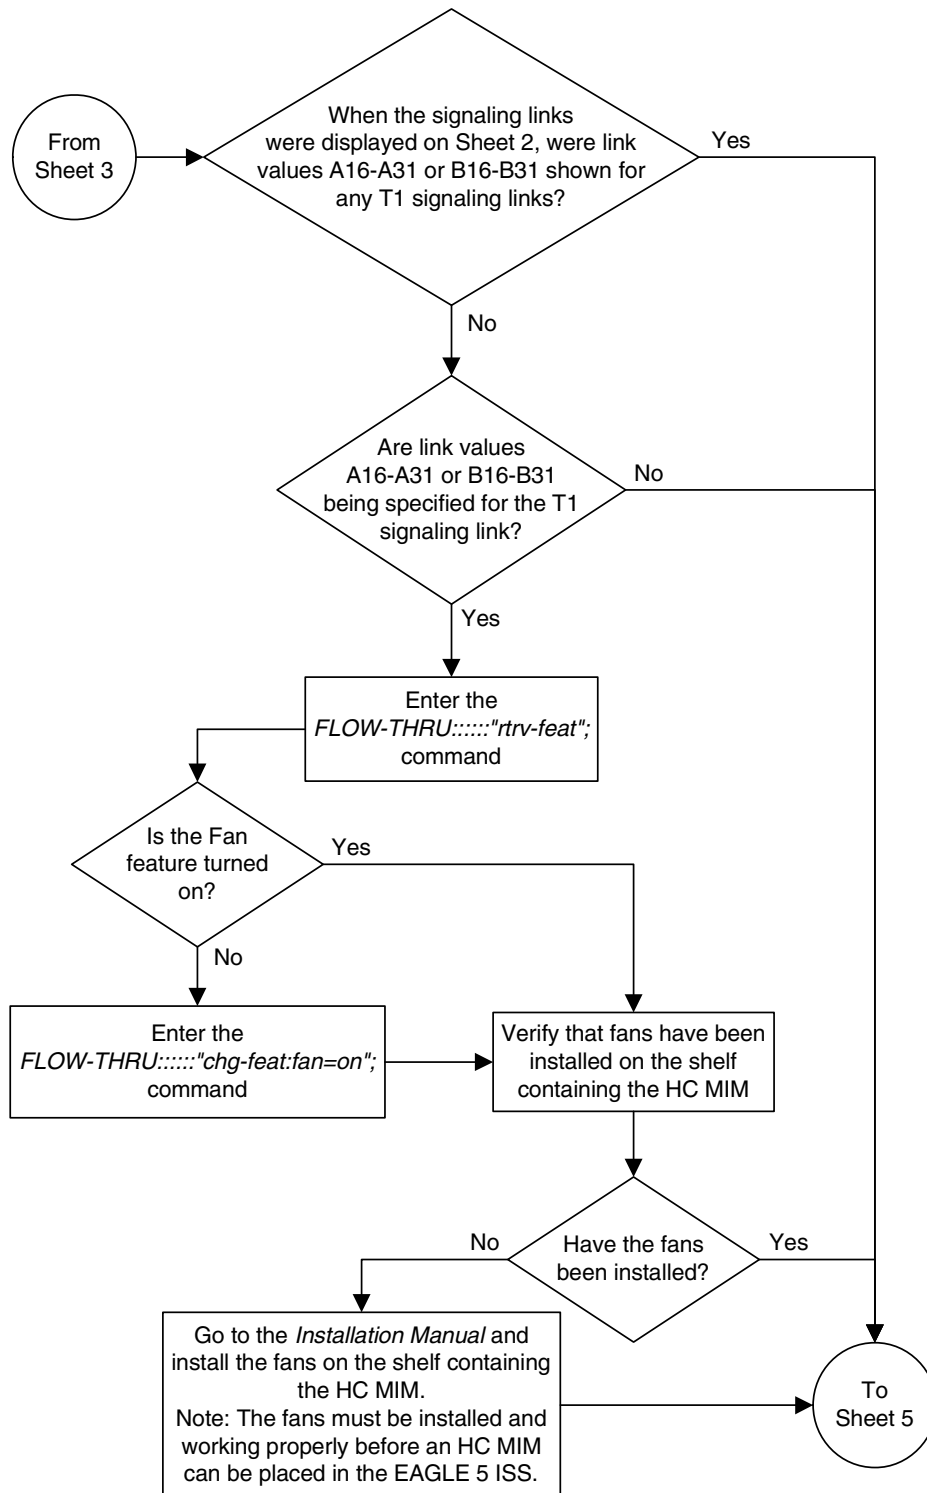 From
Sheet 3
When the signaling links
were displayed on Sheet 2, were link
values A16-A31 or B16-B31 shown for
any T1 signaling links?
Yes
No
Are link values
A16-A31 or B16-B31
being specified for the T1
signaling link?
No
Yes
Enter the
FLOW-THRU::::::"rtrv-feat";
command
Is the Fan
feature turned
on?
Yes
No
Enter the
FLOW-THRU::::::"chg-feat:fan=on";
command
Verify that fans have been
installed on the shelf
containing the HC MIM
Have the fans
been installed?
No
Yes
Go to the Installation Manual and
install the fans on the shelf containing
the HC MIM.
Note: The fans must be installed and
working properly before an HC MIM
can be placed in the EAGLE 5 ISS.
To
Sheet 5